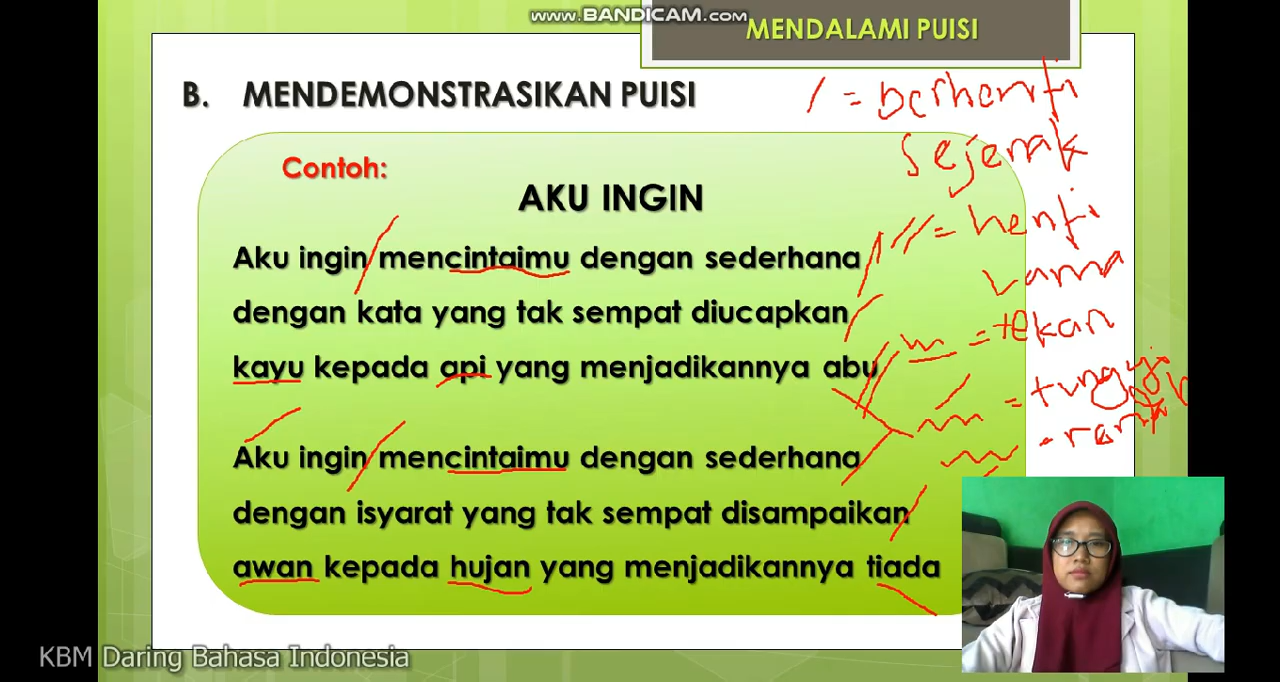 www.BANDICAM.com
MENDALAMI PUISI
B. MENDEMONSTRASIKAN PUISI
/ = berhenti
sejenak
Contoh:
AKU INGIN
Aku ingin / mencintaimu dengan sederhana /
// = henti
Lama
dengan kata yang tak sempat diucapkan /
= tekan
kayu kepada api yang menjadikannya abu //
=
Aku ingin / mencintaimu dengan sederhana /
dengan isyarat yang tak sempat disampaikan /
awan kepada hujan yang menjadikannya tiada
KBM Daring Bahasa Indonesia